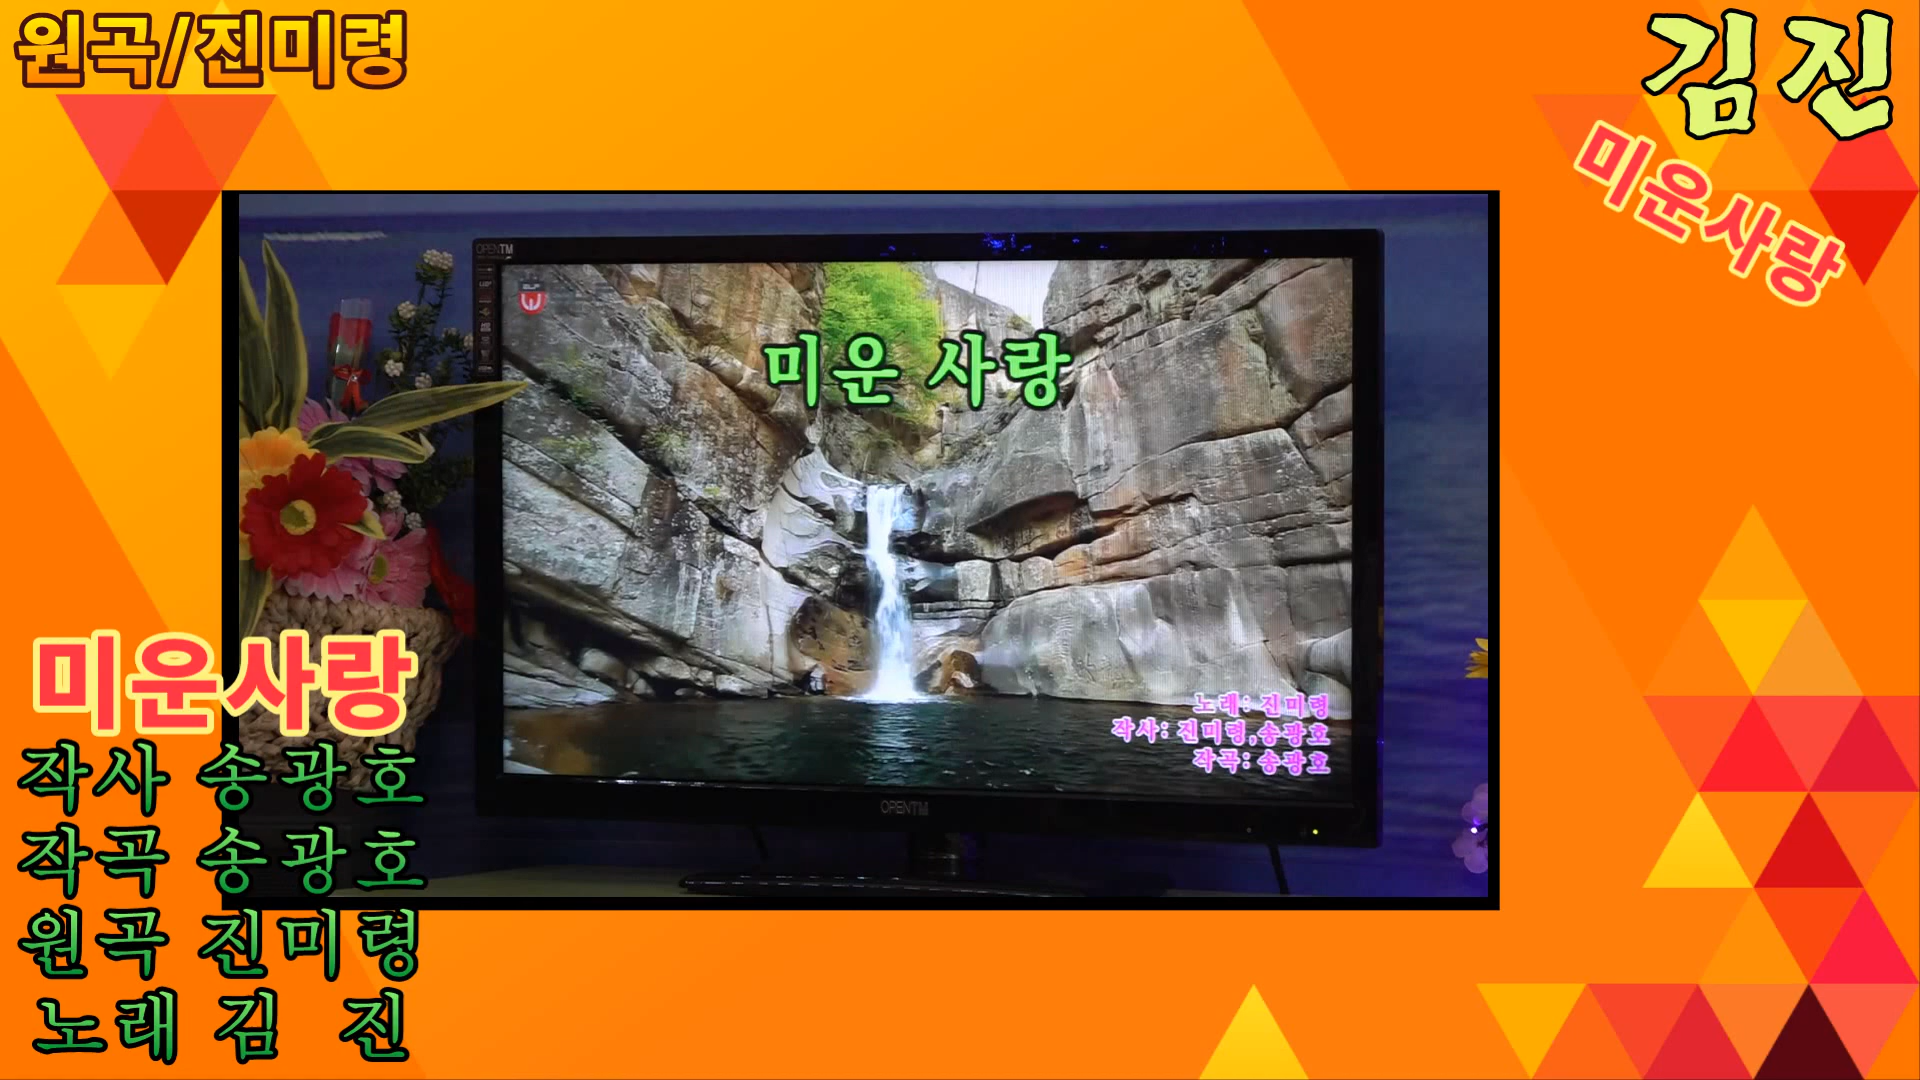 원곡/진미령
김진
미운사랑
OPENTM
미운 사랑
노래: 진미령
작사: 진미령,송광호
작곡: 송광호
OPENTM
미운사랑
작사 송광호
작곡 송광호
원곡 진미령
노래 김 진